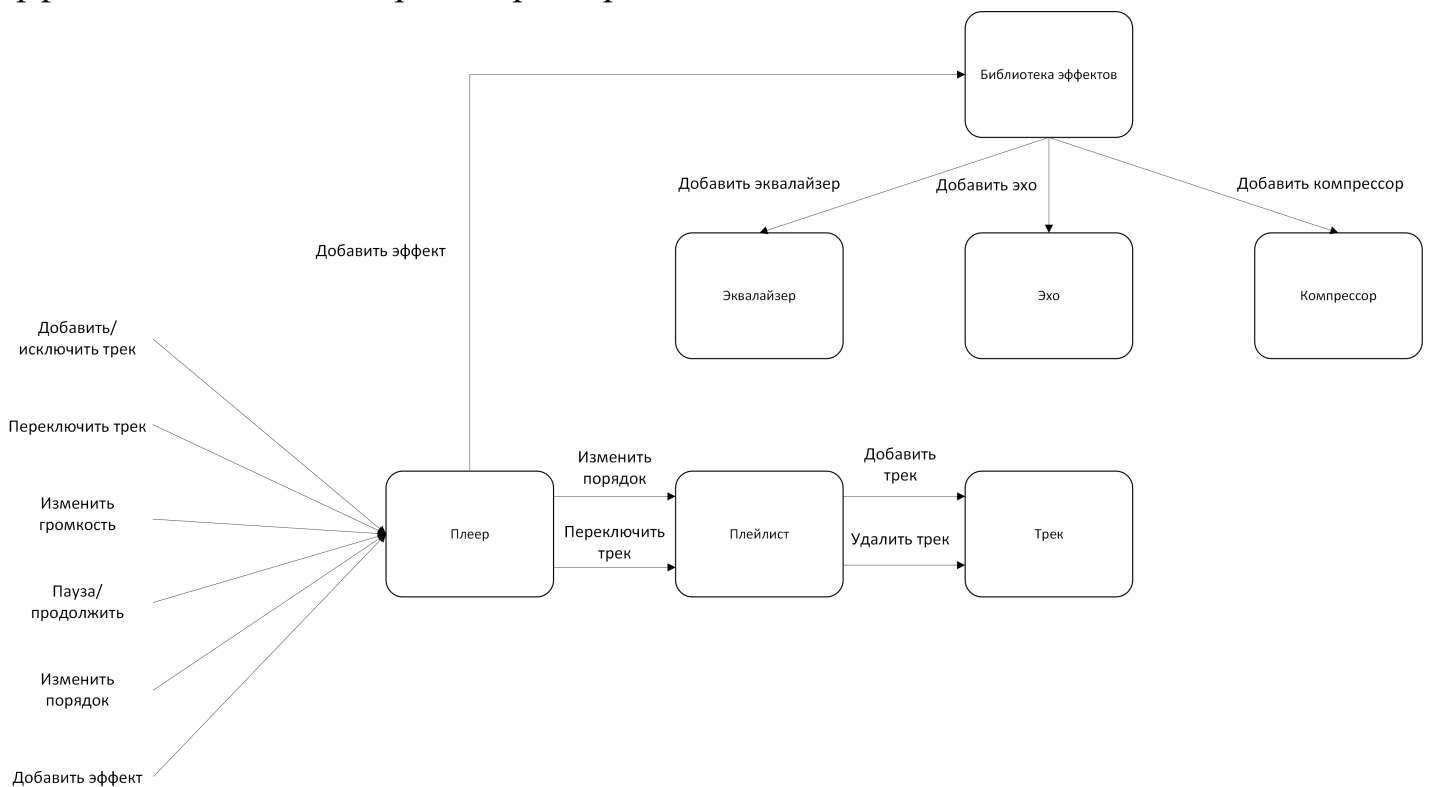 Библиотека эффектов
Добавить эквалайзер
Добавить эхо
Добавить компрессор
Добавить эффект
Эквалайзер
Эхо
Компрессор
Добавить/
исключить трек
Переключить трек
Изменить
громкость
Пауза/
продолжить
Изменить
порядок
Добавить эффект
Плеер
Изменить
порядок
Переключить
трек
Плейлист
Добавить
трек
Удалить трек
Трек